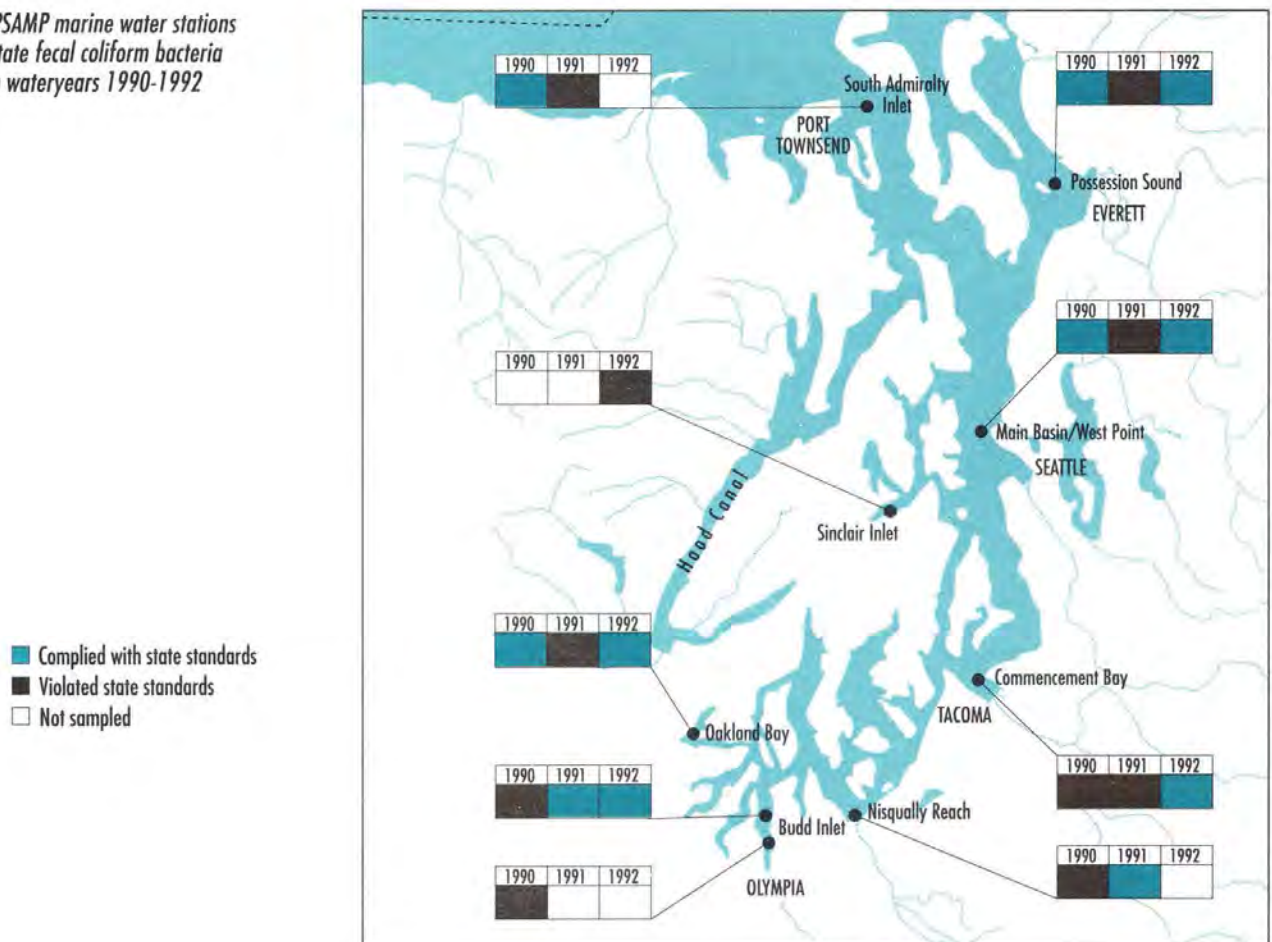 PSAMP marine water stations
tate fecal coliform bacteria
wateryears 1990-1992
1990 1991 1992
South Admiralty
Inlet
PORT
TOWNSEND
1990 1991 1992
Possession Sound
EVERETT
1990 1991 1992
Main Basin/West Point
SEATTLE
1990 1991 1992
Sinclair Inlet
Hood Canal
1990 1991 1992
Oakland Bay
Complied with state standards
Violated state standards
Not sampled
Commencement Bay
TACOMA
1990 1991 1992
1990 1991 1992
Budd Inlet
Nisqually Reach
1990 1991 1992
1990 1991 1992
OLYMPIA